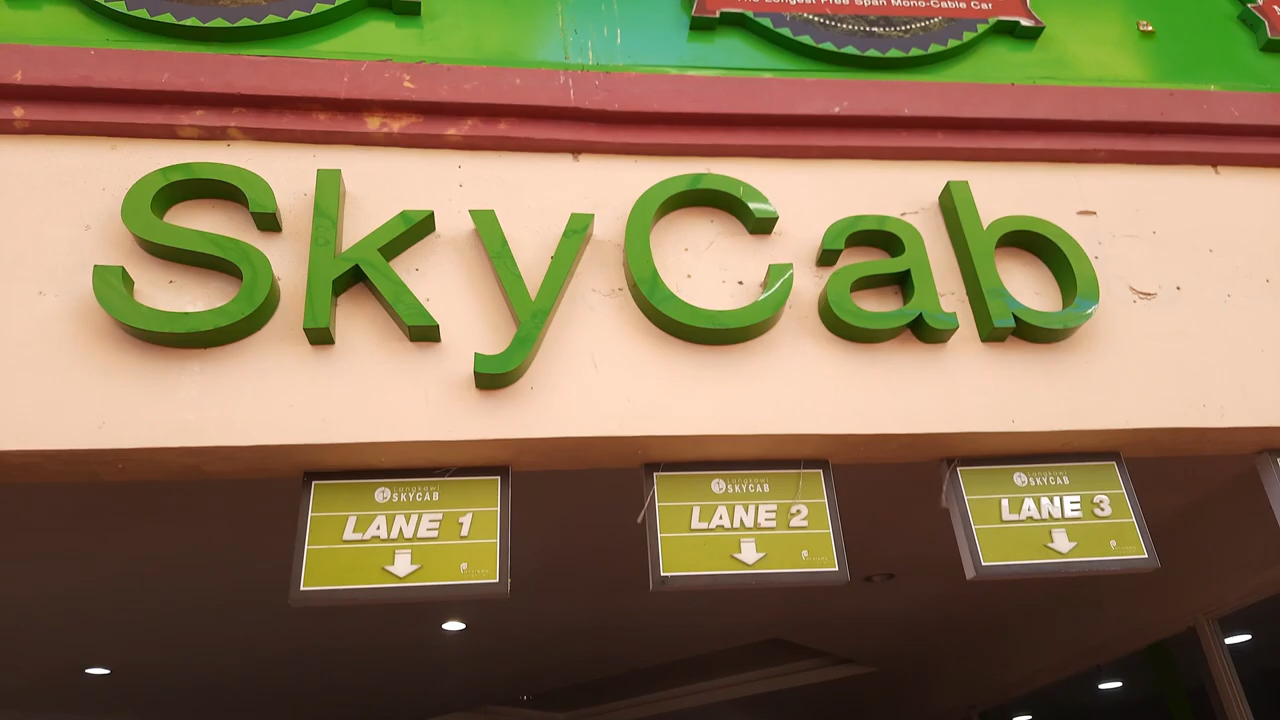 The Longest Free Span Mono-Cable Car
SkyCab
Langkawi
SKYCAB
LANE 1
Langkawi
SKYCAB
LANE 2
Langkawi
SKYCAB
LANE 3